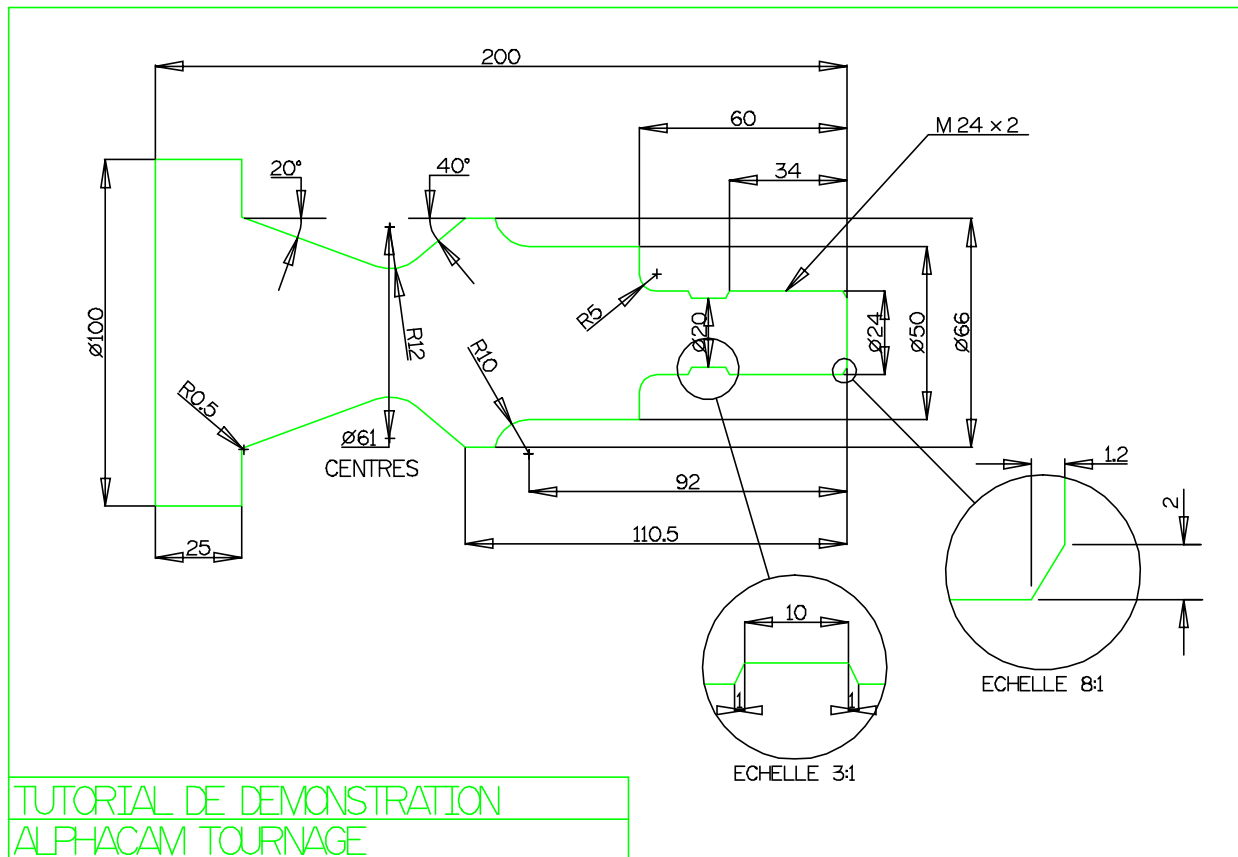 200
60
M 24 × 2
34
20°
40°
R5
Ø100
R12
Ø20
Ø24
Ø50
Ø66
R10
R0.5
Ø61
CENTRES
92
25
110.5
1.2
2
10
1
1
ECHELLE 8:1
ECHELLE 3:1
TUTORIAL DE DEMONSTRATION
ALPHACAM TOURNAGE